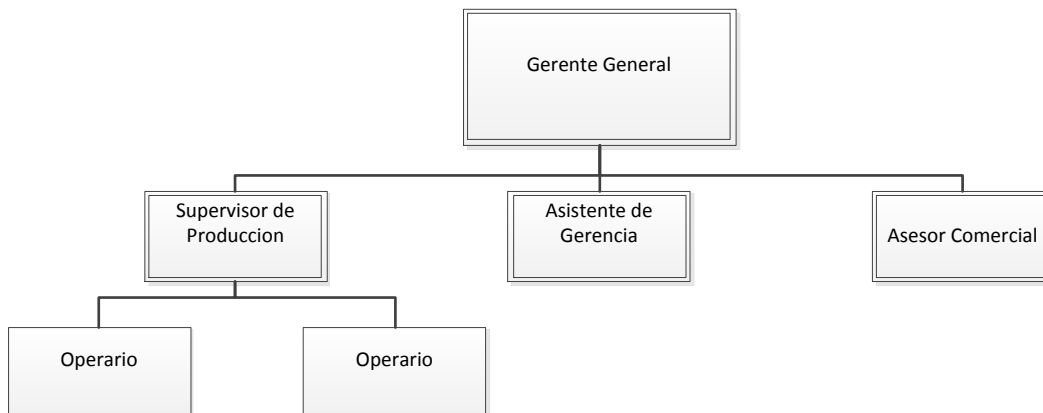 Gerente General
Supervisor de
Produccion
Asistente de
Gerencia
Asesor Comercial
Operario
Operario